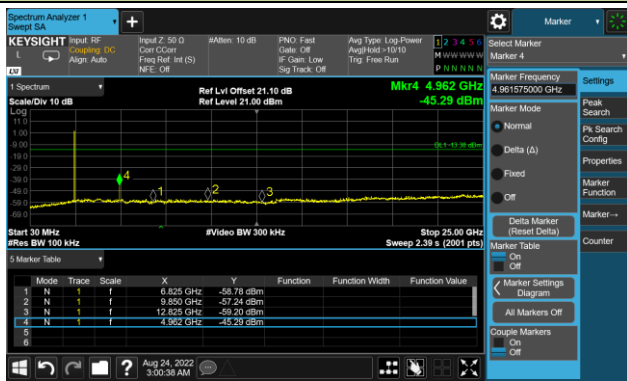 Spectrum Analyzer 1
Swept SA
Marker
KEYSIGHT
L
LXI
Input: RF
Coupling: DC
Align: Auto
Input Z: 50 Ω
Corr CCorr
Freq Ref: Int (S)
NFE: Off
#Atten: 10 dB
PNO: Fast
Gate: Off
IF Gain: Low
Sig Track: Off
Avg Type: Log-Power
Avg|Hold:>10/10
Trig: Free Run
1 2 3 4 5 6
M W W W W W
P N N N N N
Select Marker
Marker 4
1 Spectrum
Scale/Div 10 dB
Ref Lvl Offset 21.10 dB
Ref Level 21.00 dBm
Mkr4 4.962 GHz
-45.29 dBm
Log
11.0
1.00
-9.00
-19.0
-29.0
-39.0
-49.0
-59.0
-69.0
DL1 -13.39 dBm
4
1
2
3
Start 30 MHz
#Res BW 100 kHz
#Video BW 300 kHz
Stop 25.00 GHz
Sweep 2.39 s (2001 pts)
5 Marker Table
Mode Trace Scale X Y Function Function Width Function Value
1 N 1 f 6.825 GHz -58.78 dBm
2 N 1 f 9.850 GHz -57.24 dBm
3 N 1 f 12.825 GHz -59.20 dBm
4 N 1 f 4.962 GHz -45.29 dBm
5
6
Marker Frequency
4.961575000 GHz
Marker Mode
Normal
Delta (Δ)
Fixed
Off
Delta Marker
(Reset Delta)
Marker Table
On
Off
Marker Settings
Diagram
All Markers Off
Couple Markers
On
Off
Settings
Peak
Search
Pk Search
Config
Properties
Marker
Function
Marker→
Counter
?
Aug 24, 2022
3:00:38 AM